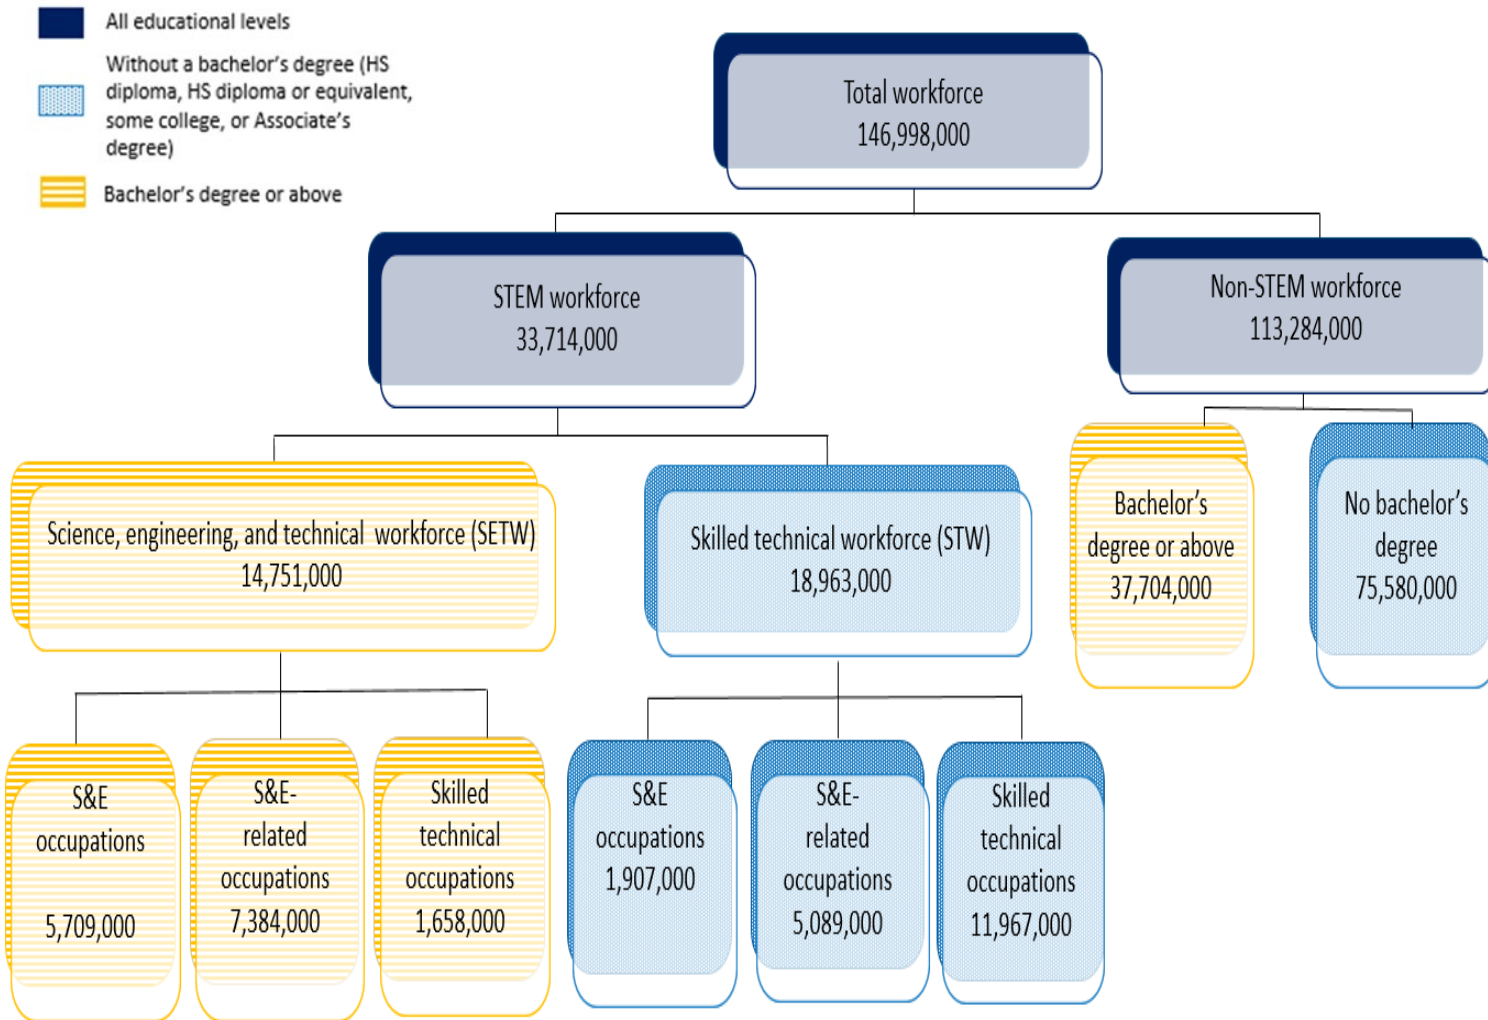 All educational levels
Without a bachelor's degree (HS
diploma, HS diploma or equivalent,
some college, or Associate's
degree)
Bachelor's degree or above
Total workforce
146,998,000
STEM workforce
33,714,000
Non-STEM workforce
113,284,000
Science, engineering, and technical workforce (SETW)
14,751,000
Skilled technical workforce (STW)
18,963,000
Bachelor's
degree or above
37,704,000
No bachelor's
degree
75,580,000
S&E
occupations
5,709,000
S&E-
related
occupations
7,384,000
Skilled
technical
occupations
1,658,000
S&E
occupations
1,907,000
S&E-
related
occupations
5,089,000
Skilled
technical
occupations
11,967,000